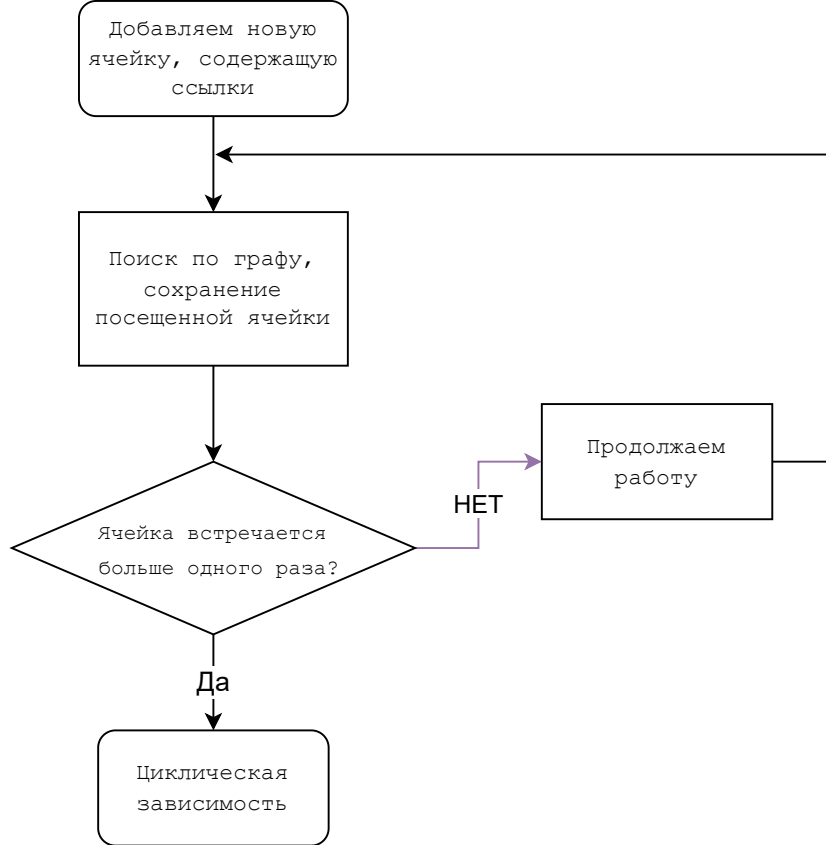 Добавляем новую
ячейку, содержащую
ссылки
Поиск по графу,
сохранение
посещенной ячейки
Продолжаем
работу
НЕТ
Ячейка встречается
больше одного раза?
Да
Циклическая
зависимость